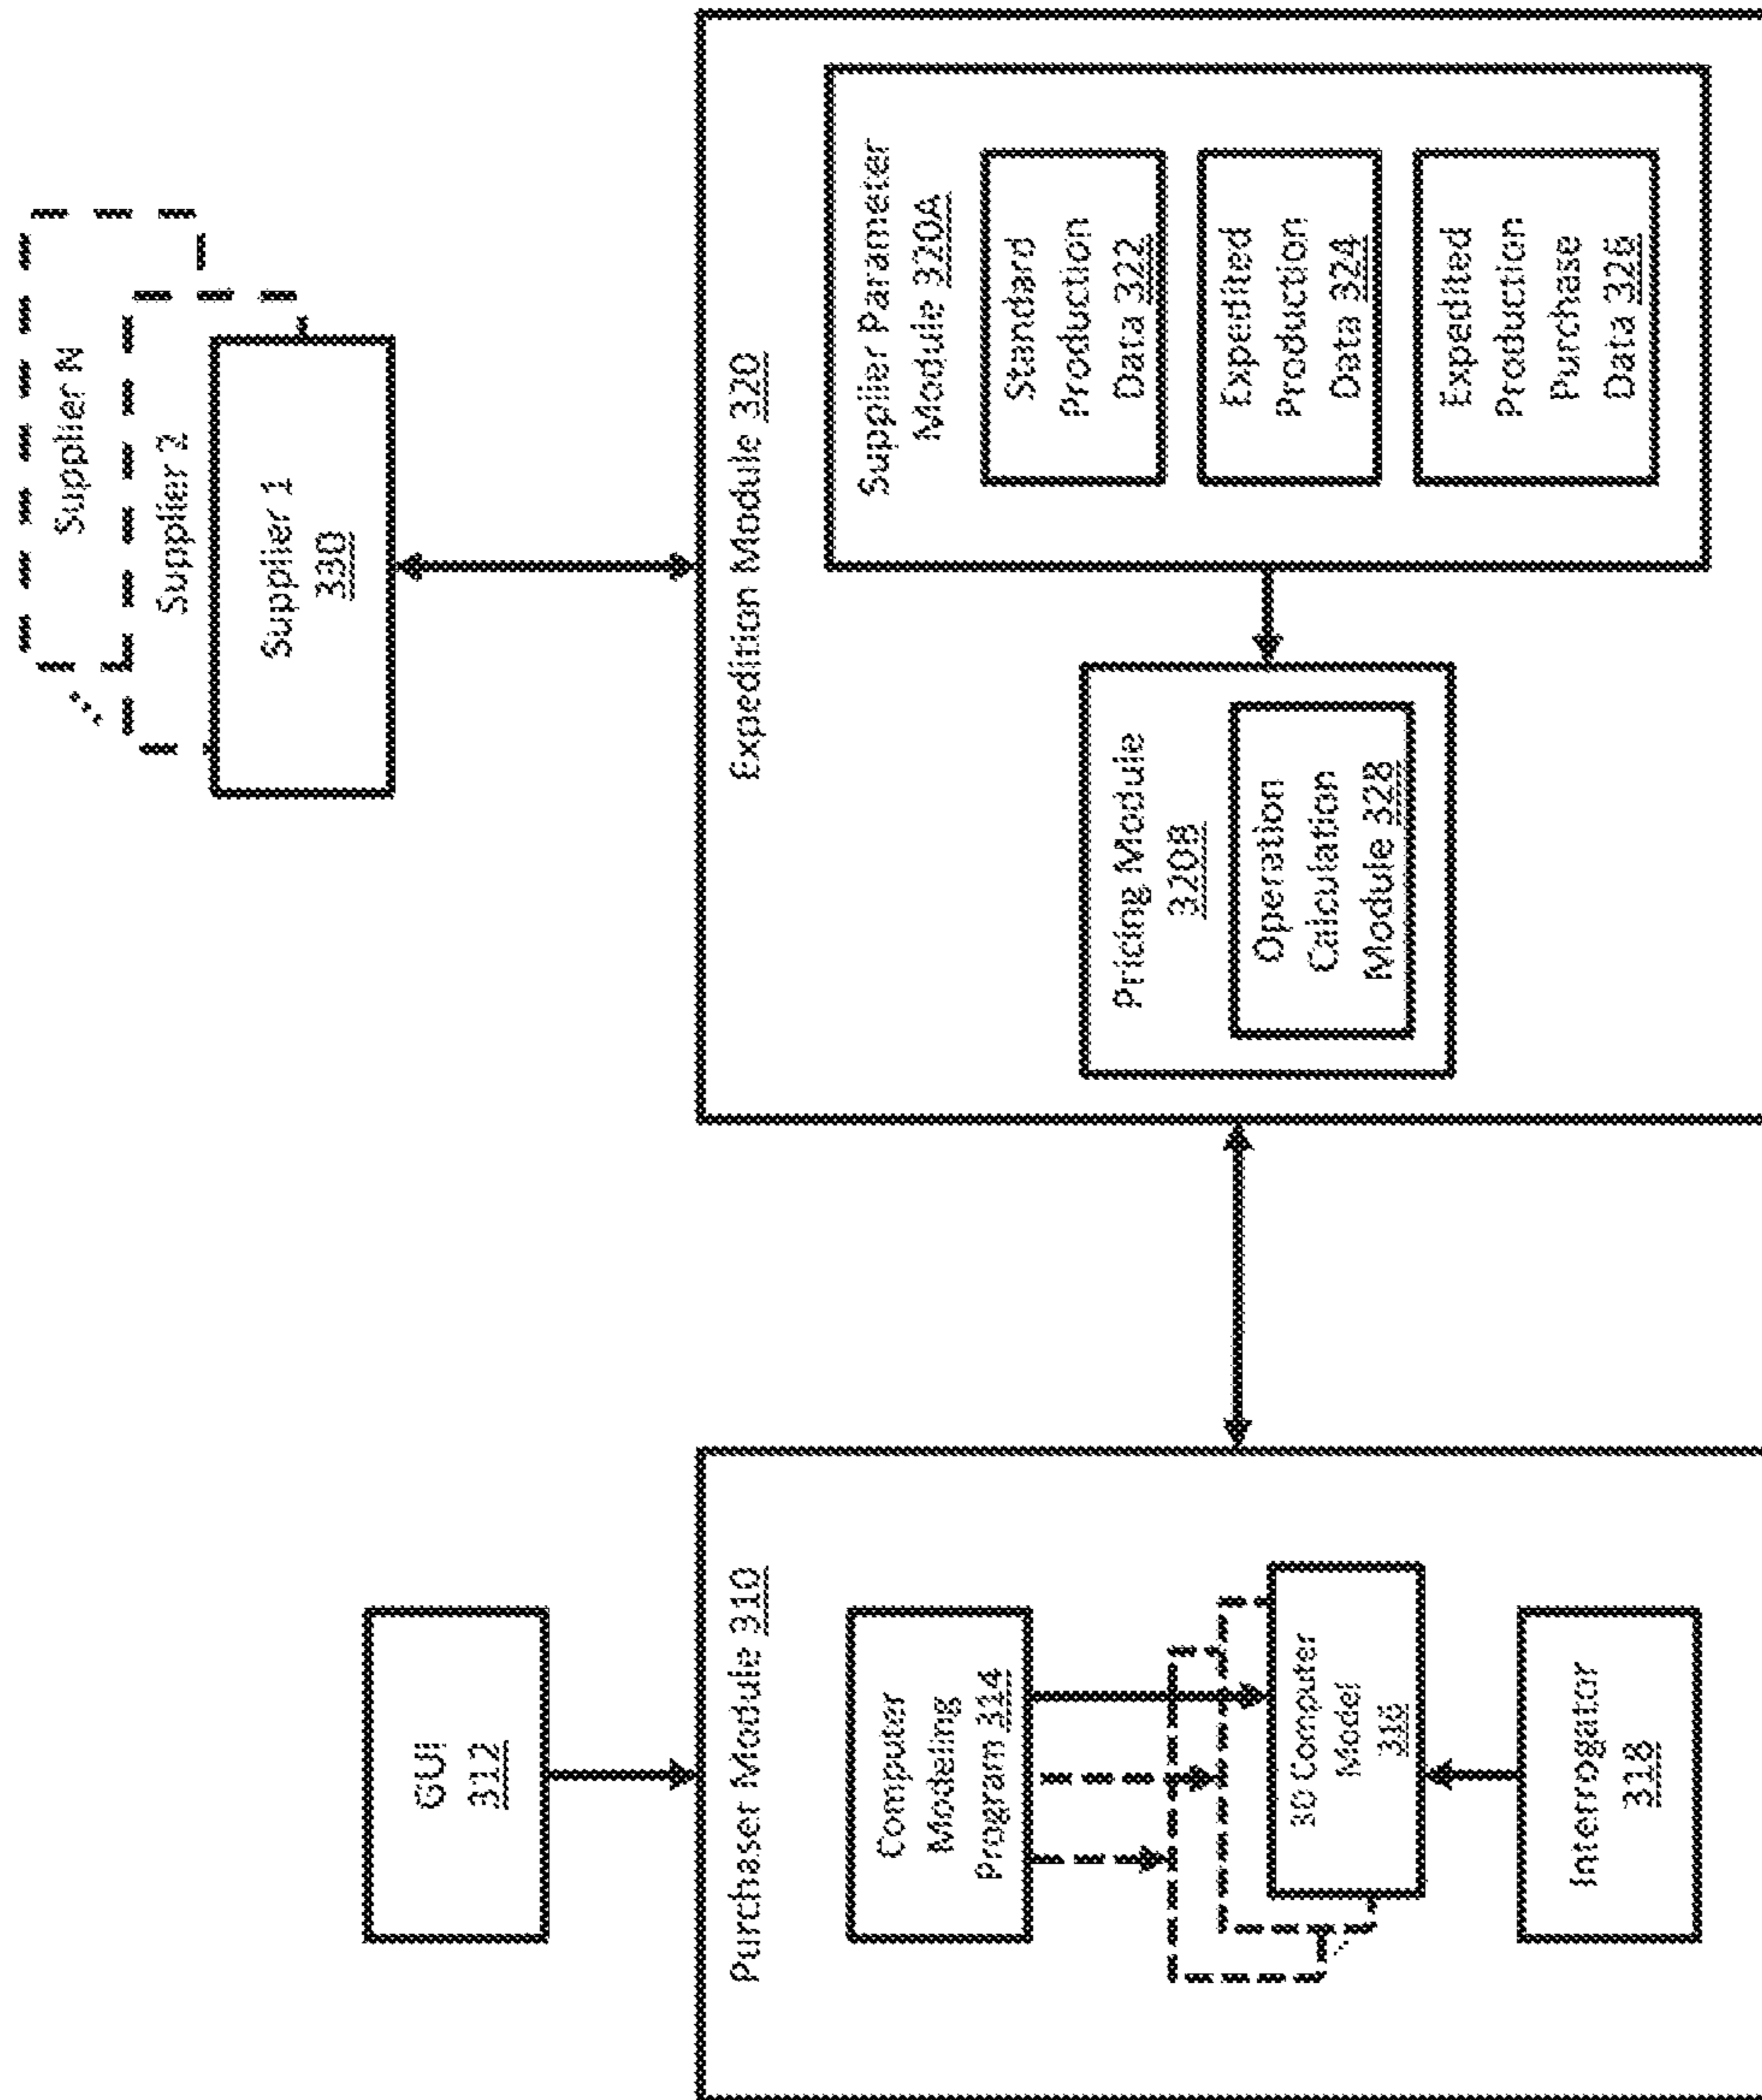 GUI
312
Purchaser Module 310
Computer
Modeling
Program 314
3D Computer
Model
316
Interrogator
318
Supplier N
Supplier 2
Supplier 1
330
Expedition Module 320
Pricing Module
320B
Operation
Calculation
Module 328
Supplier Parameter
Module 320A
Standard
Production
Data 322
Expedited
Production
Data 324
Expedited
Production
Purchase
Data 326